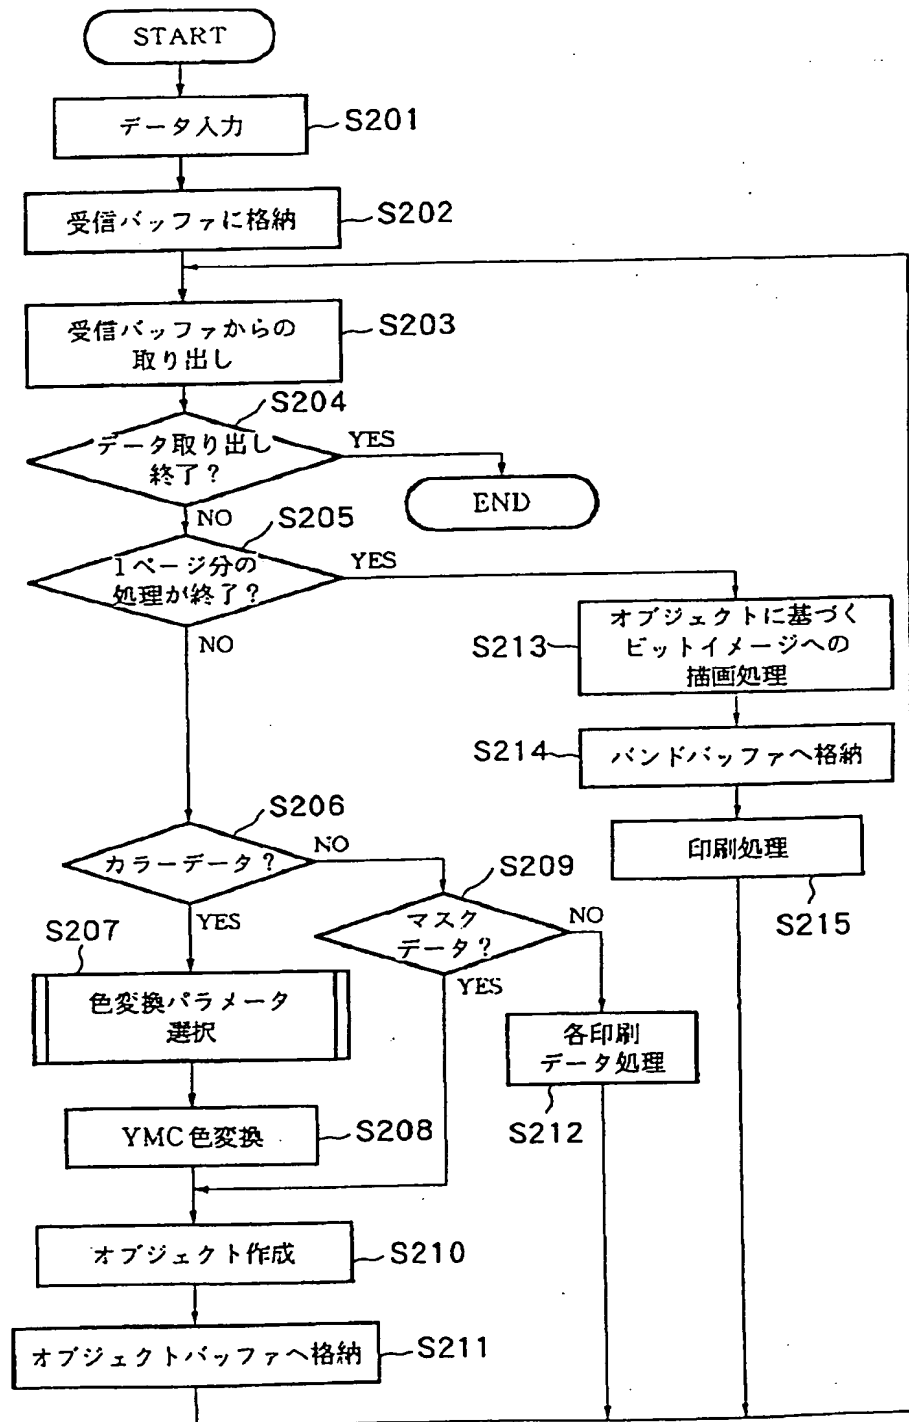 START
データ入力
S201
受信バッファに格納
S202
受信バッファからの
取り出し
S203
S204
データ取り出し
終了?
YES
END
NO
S205
1ページ分の
処理が終了?
YES
NO
オブジェクトに基づく
ビットイメージへの
描画処理
S213
S214
バンドバッファへ格納
印刷処理
S215
S206
カラーデータ?
NO
YES
S209
マスク
データ?
NO
YES
S207
色変換パラメータ
選択
各印刷
データ処理
S212
YMC色変換
S208
オブジェクト作成
S210
オブジェクトバッファへ格納
S211